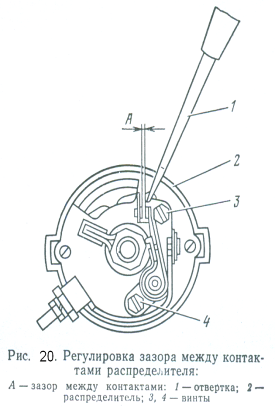 A
1
2
3
4
Рис. 20. Регулировка зазора между контак-
тами распределителя:
А — зазор между контактами: 1 — отвертка; 2 —
распределитель; 3, 4 — винты